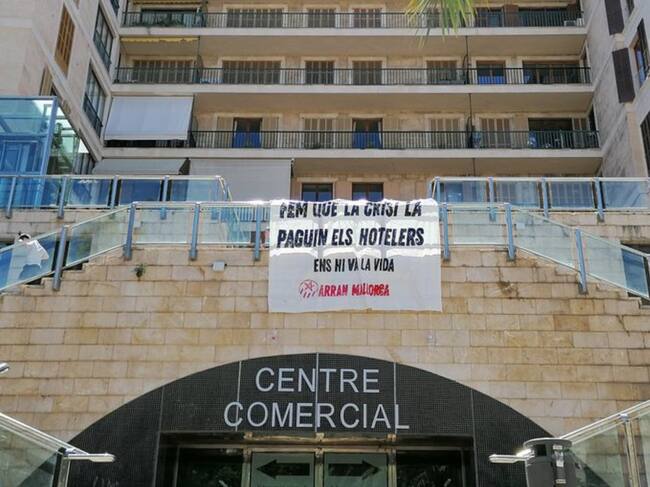 FEM QUE LA CRISI LA
PAGUIN ELS HOTELERS
ENS HI VA LA VIDA
ARRAN MALLORCA
CENTRE
COMERCIAL